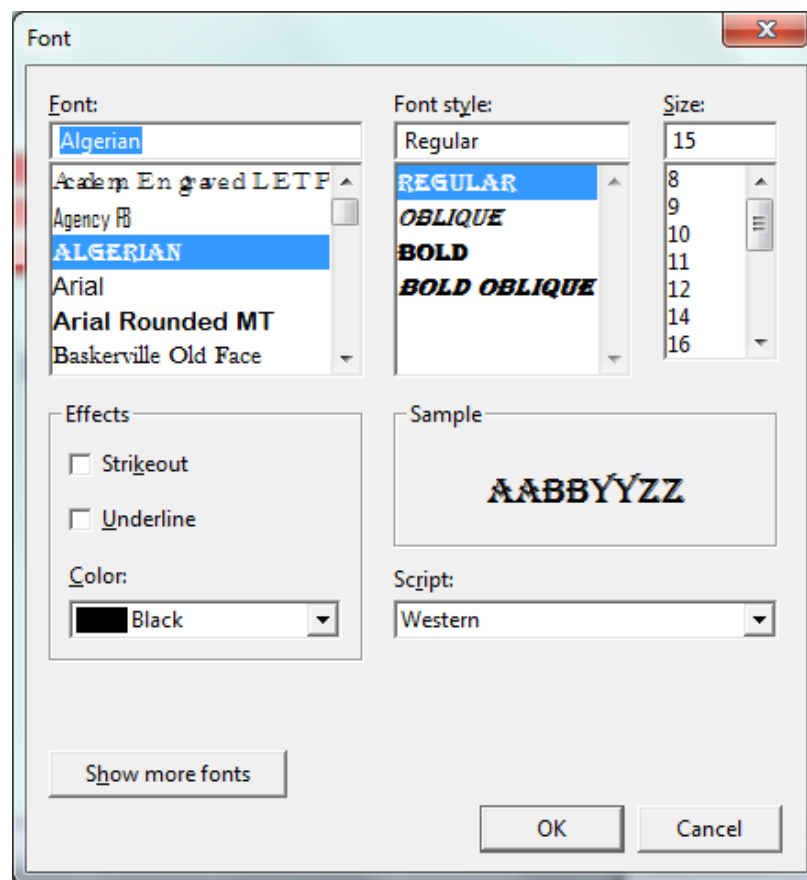 Font
Font: Font style: Size:
Algerian Regular 15
Academy Engraved LET F REGULAR 8
Agency FB OBLIQUE 9
ALGERIAN BOLD 10
Arial BOLD OBLIQUE 11
Arial Rounded MT 12
Baskerville Old Face 14
16
Effects Sample
Strikeout
AABBYYZZ
Underline
Color: Script:
Black Western
Show more fonts
OK Cancel